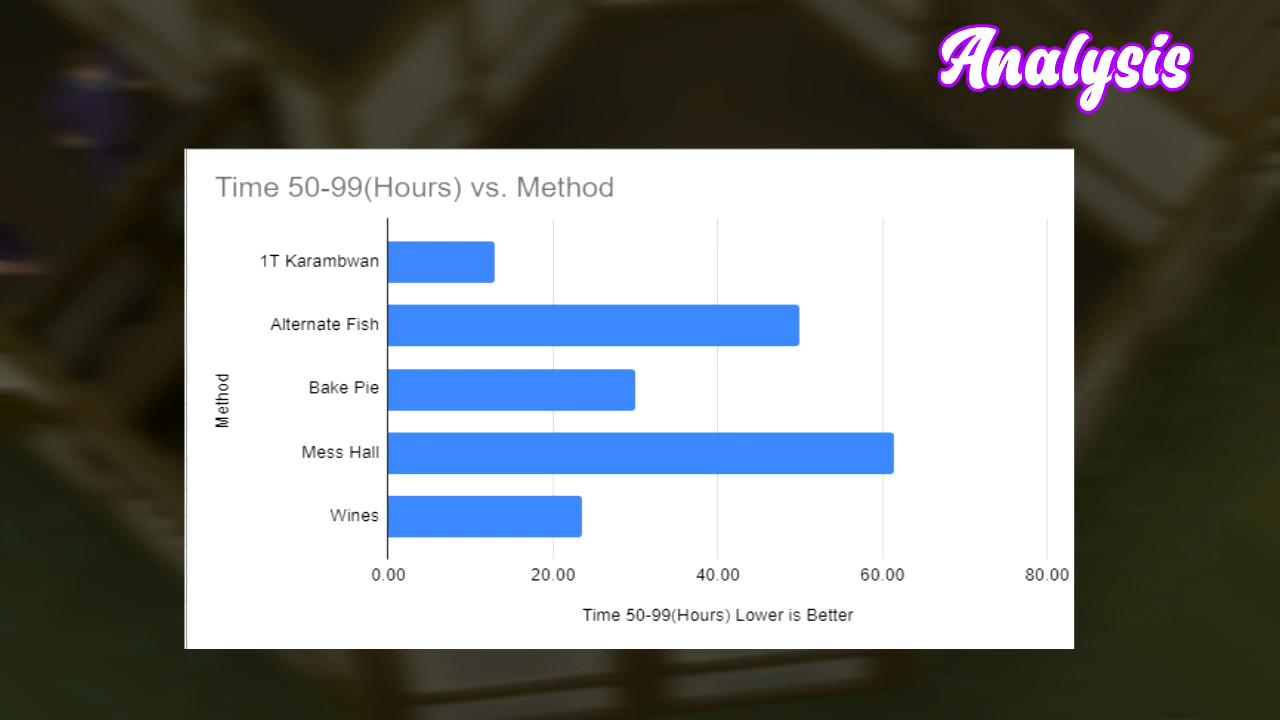 Analysis
Time 50-99(Hours) vs. Method
1T Karambwan
Alternate Fish
Bake Pie
Mess Hall
Wines
Method
0.00 20.00 40.00 60.00 80.00
Time 50-99(Hours) Lower is Better